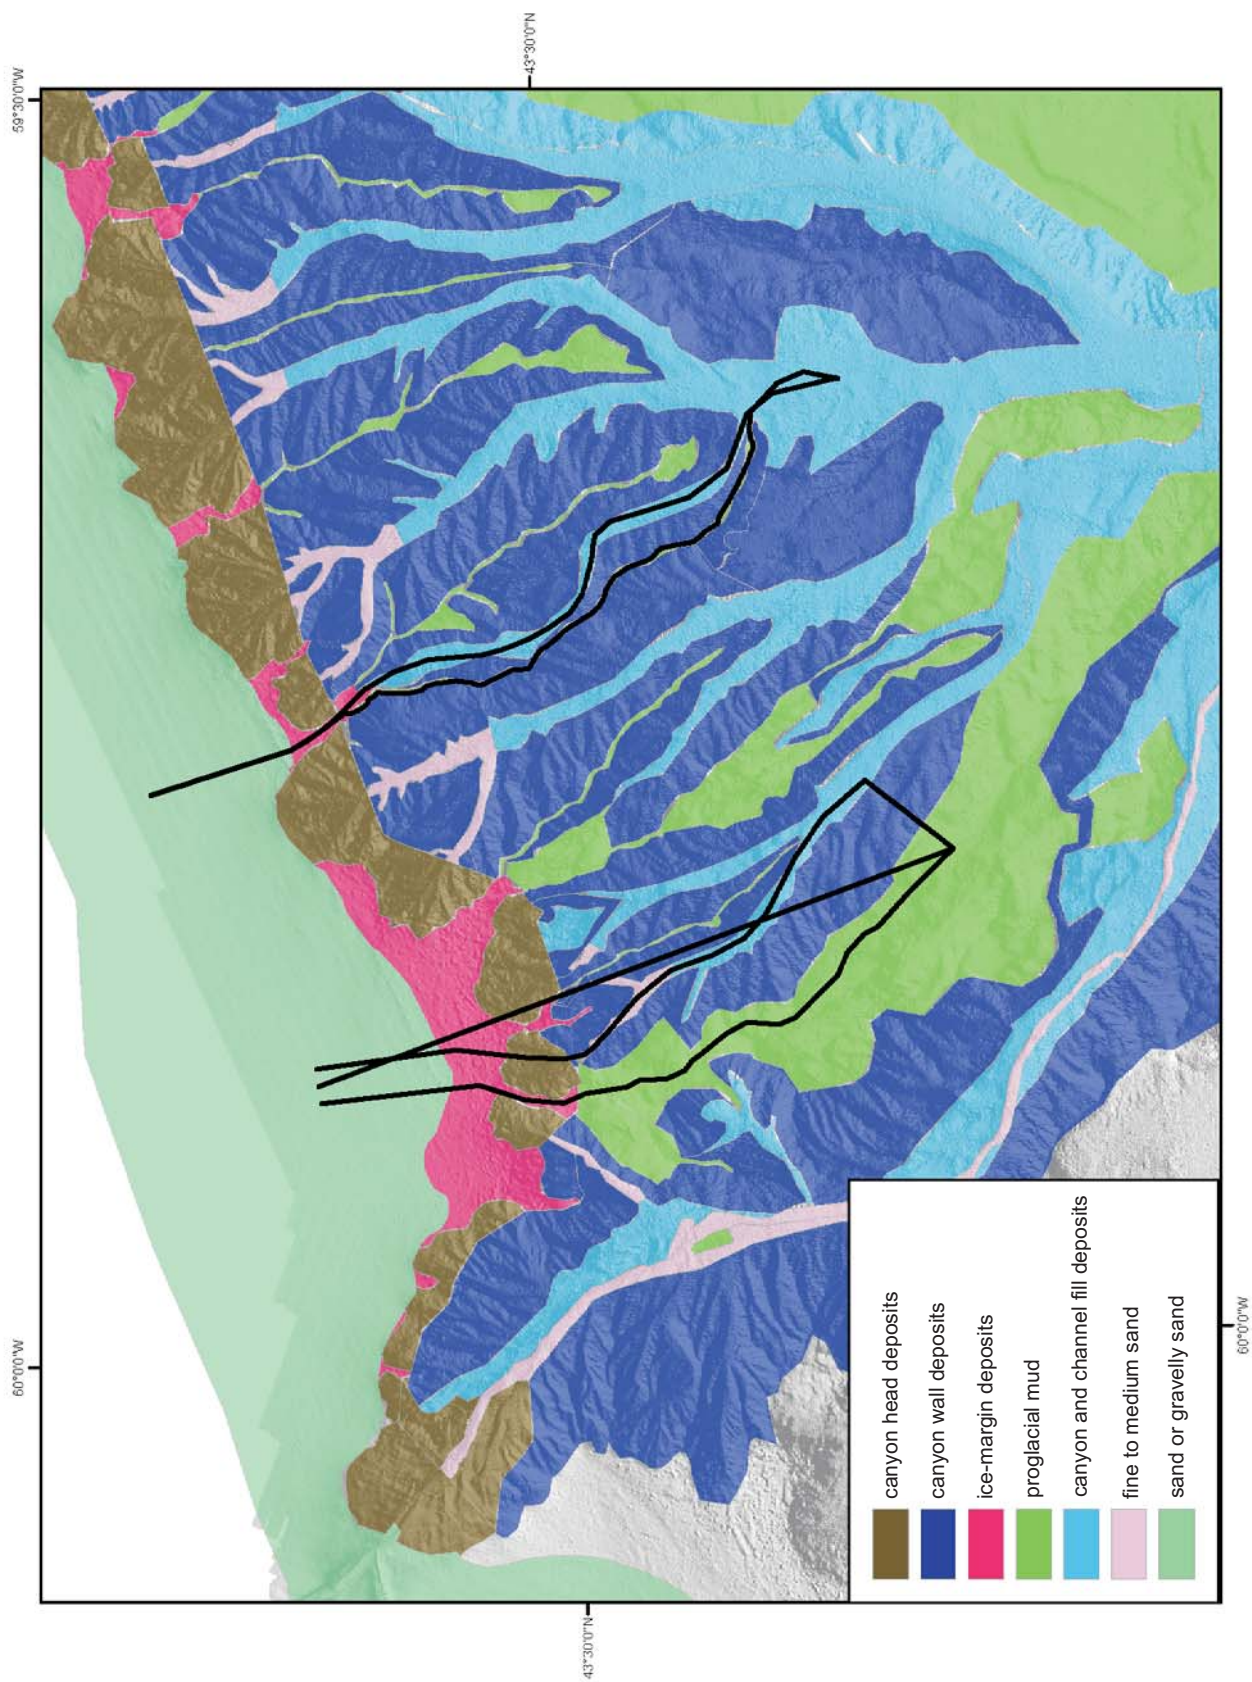 60°0'0"W
59°30'0"W
43°30'0"N
43°30'0"N
60°0'0"W
canyon head deposits
canyon wall deposits
ice-margin deposits
proglacial mud
canyon and channel fill deposits
fine to medium sand
sand or gravelly sand